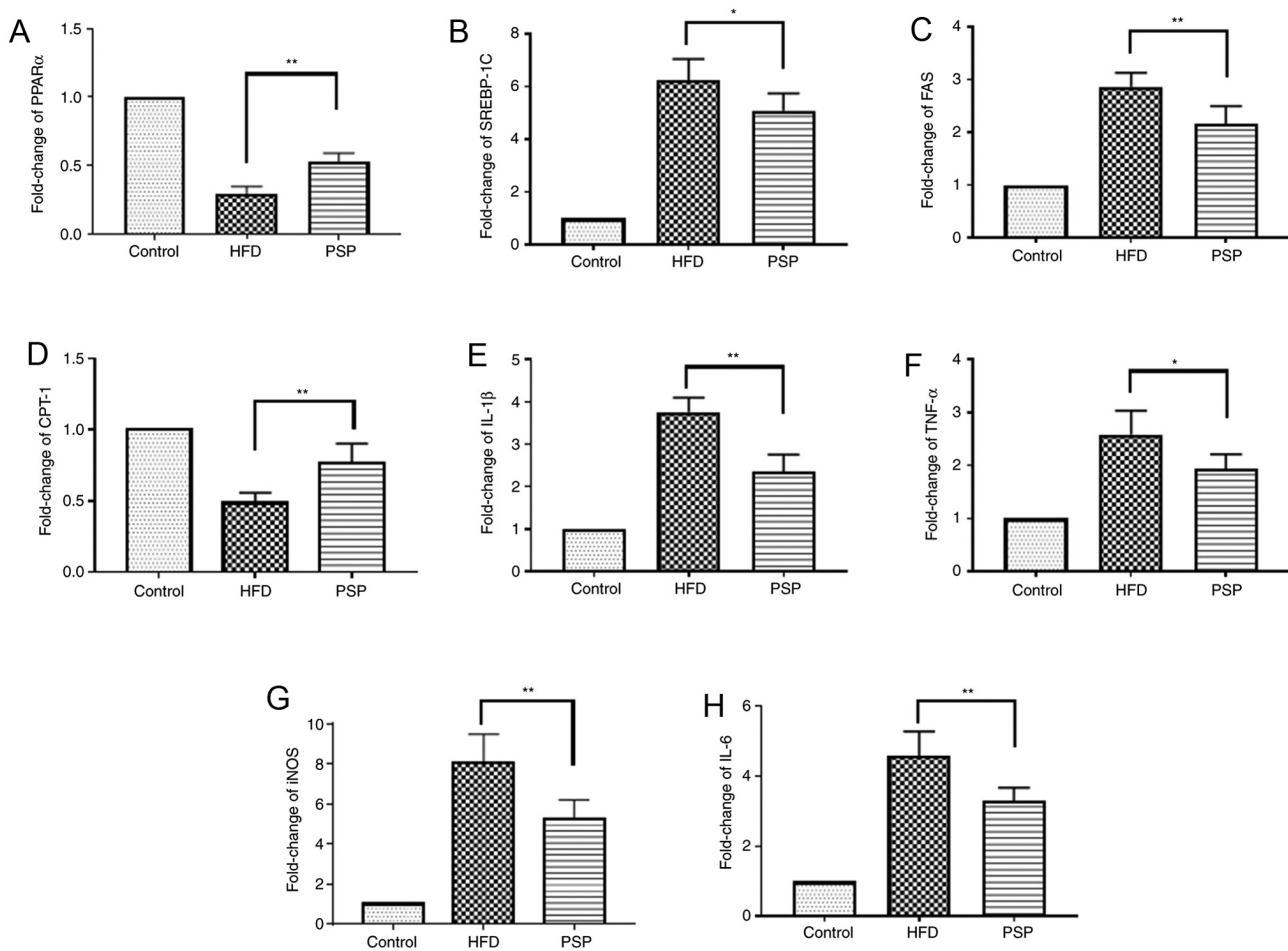 A
Fold-change of PPARα
1.5
1.0
0.5
0.0
**
Control HFD PSP
B
Fold-change of SREBP-1C
8
6
4
2
0
*
Control HFD PSP
C
Fold-change of FAS
4
3
2
1
0
**
Control HFD PSP
D
Fold-change of CPT-1
1.5
1.0
0.5
0.0
**
Control HFD PSP
E
Fold-change of IL-1β
5
4
3
2
1
0
**
Control HFD PSP
F
Fold-change of TNF-α
4
3
2
1
0
*
Control HFD PSP
G
Fold-change of iNOS
10
8
6
4
2
0
**
Control HFD PSP
H
Fold-change of IL-6
6
4
2
0
**
Control HFD PSP